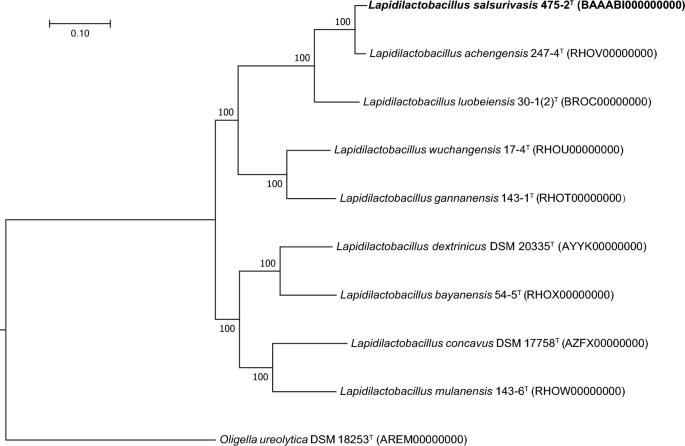 Lapidilactobacillus salsurivasis 475-2ᵀ (BAAABI000000000)
100
0.10
Lapidilactobacillus achengensis 247-4ᵀ (RHOV00000000)
100
Lapidilactobacillus luobeiensis 30-1(2)ᵀ (BROC00000000)
100
Lapidilactobacillus wuchangensis 17-4ᵀ (RHOU00000000)
100
Lapidilactobacillus gannanensis 143-1ᵀ (RHOT00000000)
Lapidilactobacillus dextrinicus DSM 20335ᵀ (AYYK00000000)
100
Lapidilactobacillus bayanensis 54-5ᵀ (RHOX00000000)
100
Lapidilactobacillus concavus DSM 17758ᵀ (AZFX00000000)
100
Lapidilactobacillus mulanensis 143-6ᵀ (RHOW00000000)
Oligella ureolytica DSM 18253ᵀ (AREM00000000)